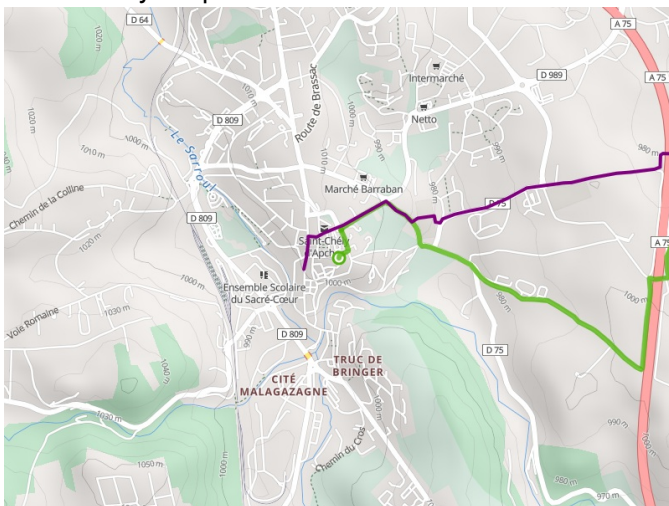 D 64
A 75
1020 m
Intermarché
D 989
1010 m
Route de Brassac
1000 m
Netto
D 809
990 m
1020 m
1000 m
Le Sarroul
1010 m
1010 m
980 m
Marché Barraban
980 m
Chemin de la Colline
D 809
D 75
Saint-Chély
d'Apcher
A 75
1020 m
1000 m
Ensemble Scolaire
du Sacré-Cœur
1000 m
980 m
1000 m
1030 m
Voie Romaine
990 m
D 809
D 75
1040 m
TRUC DE
BRINGER
CITÉ
MALAGAZAGNE
1000 m
1030 m
990 m
Chemin du Cros
1050 m
1000 m
980 m
970 m